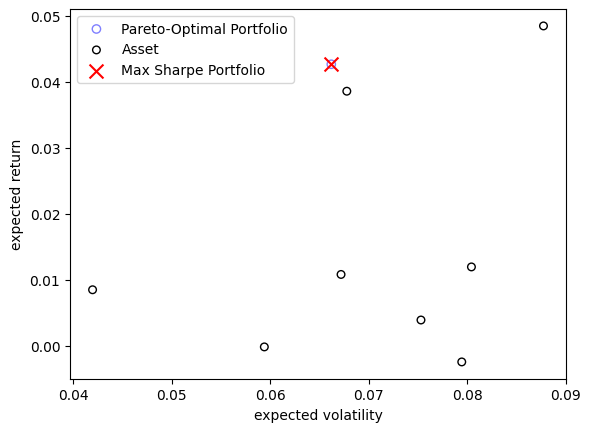 Pareto-Optimal Portfolio
Asset
Max Sharpe Portfolio
0.05
0.04
0.03
0.02
0.01
0.00
expected return
0.04 0.05 0.06 0.07 0.08 0.09
expected volatility